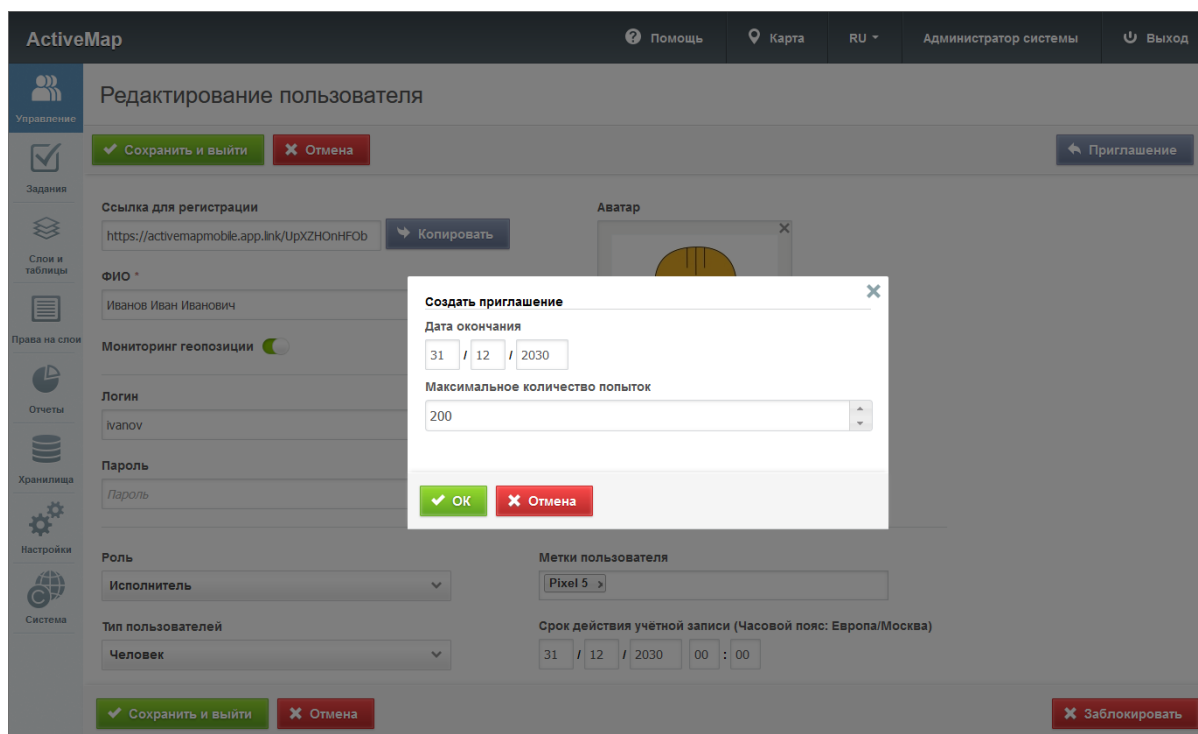 ActiveMap
Помощь
Карта
RU
Администратор системы
Выход
Управление
Задания
Слои и
таблицы
Права на слои
Отчеты
Хранилища
Настройки
Система
Редактирование пользователя
Сохранить и выйти
Отмена
Приглашение
Ссылка для регистрации
https://activemapmobile.app.link/UpXZHOnHFOb
Копировать
Аватар
ФИО *
Иванов Иван Иванович
Мониторинг геопозиции
Логин
ivanov
Пароль
Пароль
Создать приглашение
Дата окончания
31 / 12 / 2030
Максимальное количество попыток
200
ОК
Отмена
Роль
Исполнитель
Метки пользователя
Pixel 5
Тип пользователей
Человек
Срок действия учётной записи (Часовой пояс: Европа/Москва)
31 / 12 / 2030 00 : 00
Сохранить и выйти
Отмена
Заблокировать